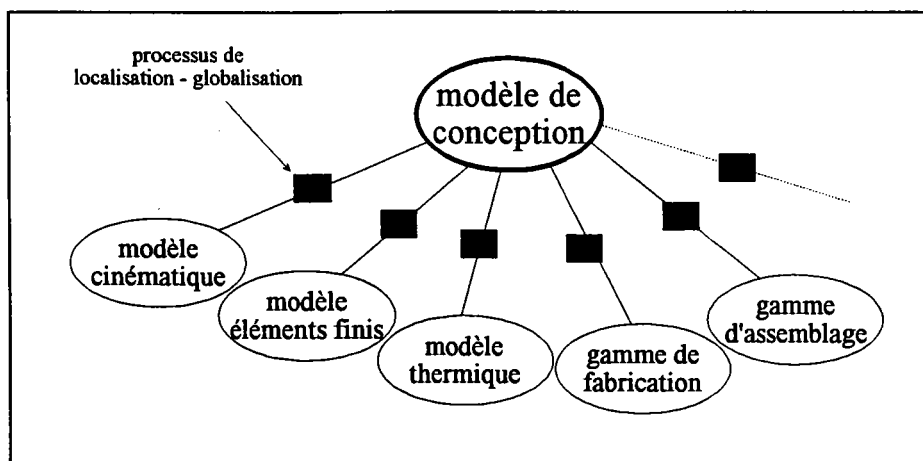 processus de
localisation - globalisation
modèle de
conception
modèle
cinématique
modèle
éléments finis
modèle
thermique
gamme de
fabrication
gamme
d'assemblage